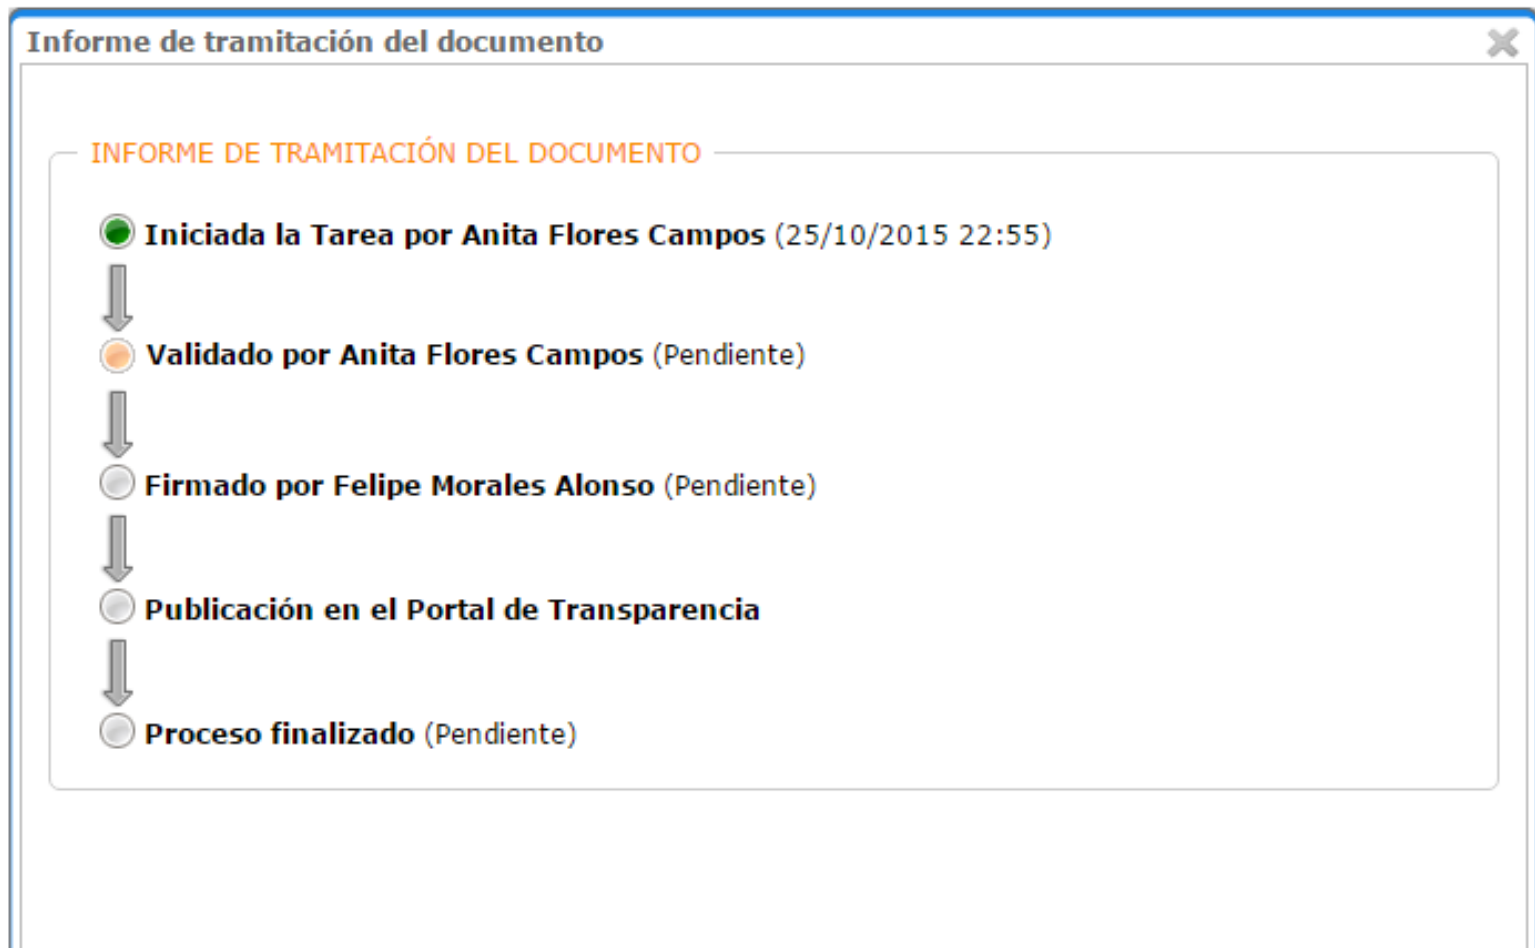 Informe de tramitación del documento
INFORME DE TRAMITACIÓN DEL DOCUMENTO
Iniciada la Tarea por Anita Flores Campos (25/10/2015 22:55)
Validado por Anita Flores Campos (Pendiente)
Firmado por Felipe Morales Alonso (Pendiente)
Publicación en el Portal de Transparencia
Proceso finalizado (Pendiente)